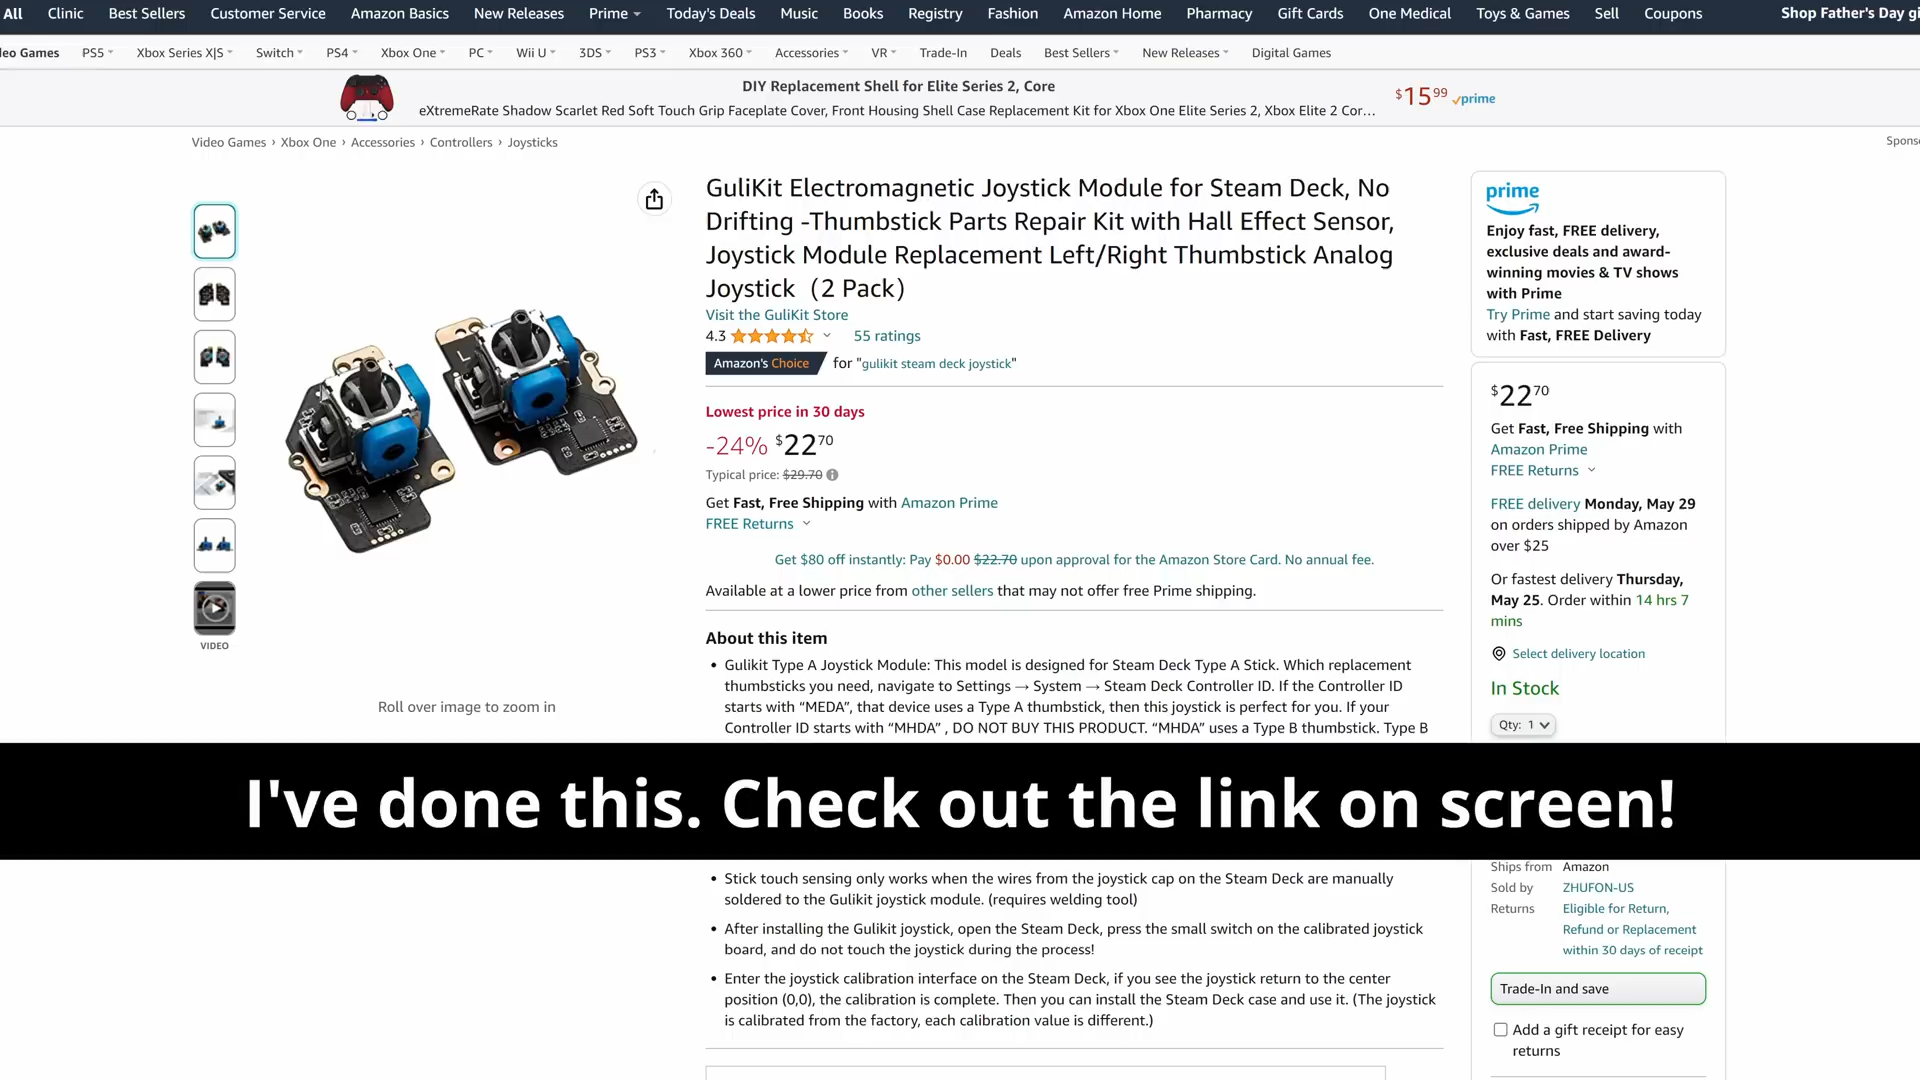 All Clinic Best Sellers Customer Service Amazon Basics New Releases Prime Today's Deals Music Books Registry Fashion Amazon Home Pharmacy Gift Cards One Medical Toys & Games Sell Coupons Shop Father's Day gi
eo Games PS5 Xbox Series X|S Switch PS4 Xbox One PC Wii U 3DS PS3 Xbox 360 Accessories VR Trade-In Deals Best Sellers New Releases Digital Games
DIY Replacement Shell for Elite Series 2, Core
eXtremeRate Shadow Scarlet Red Soft Touch Grip Faceplate Cover, Front Housing Shell Case Replacement Kit for Xbox One Elite Series 2, Xbox Elite 2 Cor…
$15 99 prime
Video Games › Xbox One › Accessories › Controllers › Joysticks
Spons
VIDEO
Roll over image to zoom in
L
GuliKit Electromagnetic Joystick Module for Steam Deck, No
Drifting -Thumbstick Parts Repair Kit with Hall Effect Sensor,
Joystick Module Replacement Left/Right Thumbstick Analog
Joystick（2 Pack）
Visit the GuliKit Store
4.3 55 ratings
Amazon's Choice for "gulikit steam deck joystick"
Lowest price in 30 days
-24% $22 70
Typical price: $29.70
Get Fast, Free Shipping with Amazon Prime
FREE Returns
Get $80 off instantly: Pay $0.00 $22.70 upon approval for the Amazon Store Card. No annual fee.
Available at a lower price from other sellers that may not offer free Prime shipping.
About this item
• Gulikit Type A Joystick Module: This model is designed for Steam Deck Type A Stick. Which replacement
thumbsticks you need, navigate to Settings → System → Steam Deck Controller ID. If the Controller ID
starts with “MEDA”, that device uses a Type A thumbstick, then this joystick is perfect for you. If your
Controller ID starts with “MHDA” , DO NOT BUY THIS PRODUCT. “MHDA” uses a Type B thumbstick. Type B
I've done this. Check out the link on screen!
• Stick touch sensing only works when the wires from the joystick cap on the Steam Deck are manually
soldered to the Gulikit joystick module. (requires welding tool)
• After installing the Gulikit joystick, open the Steam Deck, press the small switch on the calibrated joystick
board, and do not touch the joystick during the process!
• Enter the joystick calibration interface on the Steam Deck, if you see the joystick return to the center
position (0,0), the calibration is complete. Then you can install the Steam Deck case and use it. (The joystick
is calibrated from the factory, each calibration value is different.)
prime
Enjoy fast, FREE delivery,
exclusive deals and award-
winning movies & TV shows
with Prime
Try Prime and start saving today
with Fast, FREE Delivery
$22 70
Get Fast, Free Shipping with
Amazon Prime
FREE Returns
FREE delivery Monday, May 29
on orders shipped by Amazon
over $25
Or fastest delivery Thursday,
May 25. Order within 14 hrs 7
mins
Select delivery location
In Stock
Qty: 1
Ships from Amazon
Sold by ZHUFON-US
Returns Eligible for Return,
Refund or Replacement
within 30 days of receipt
Trade-In and save
Add a gift receipt for easy
returns